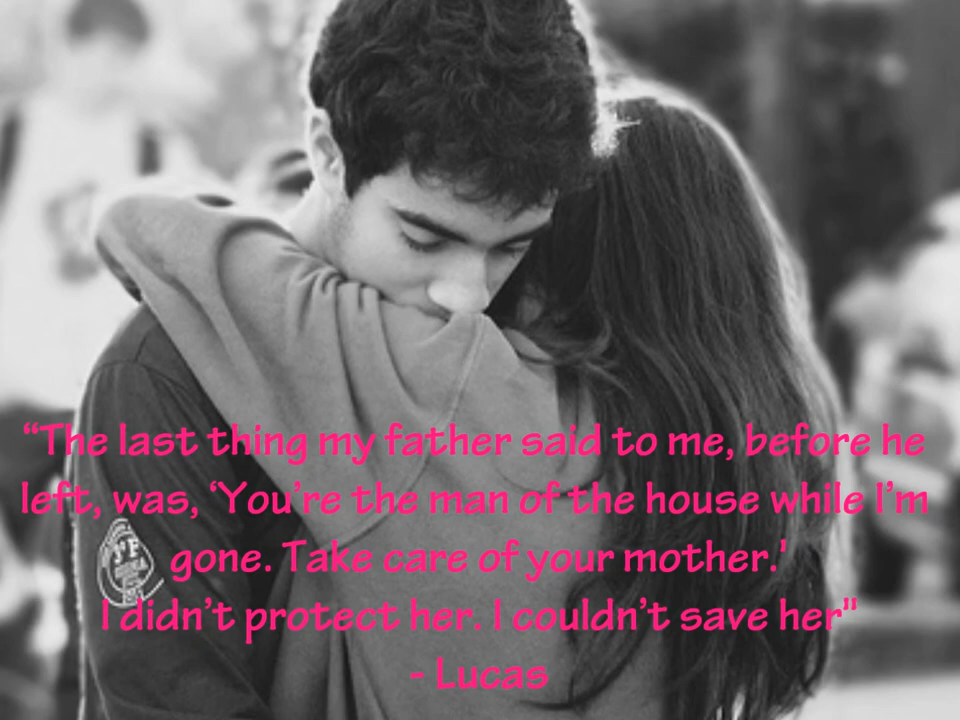 “The last thing my father said to me, before he
left, was, ‘You’re the man of the house while I’m
gone. Take care of your mother.'
I didn’t protect her. I couldn’t save her"
- Lucas